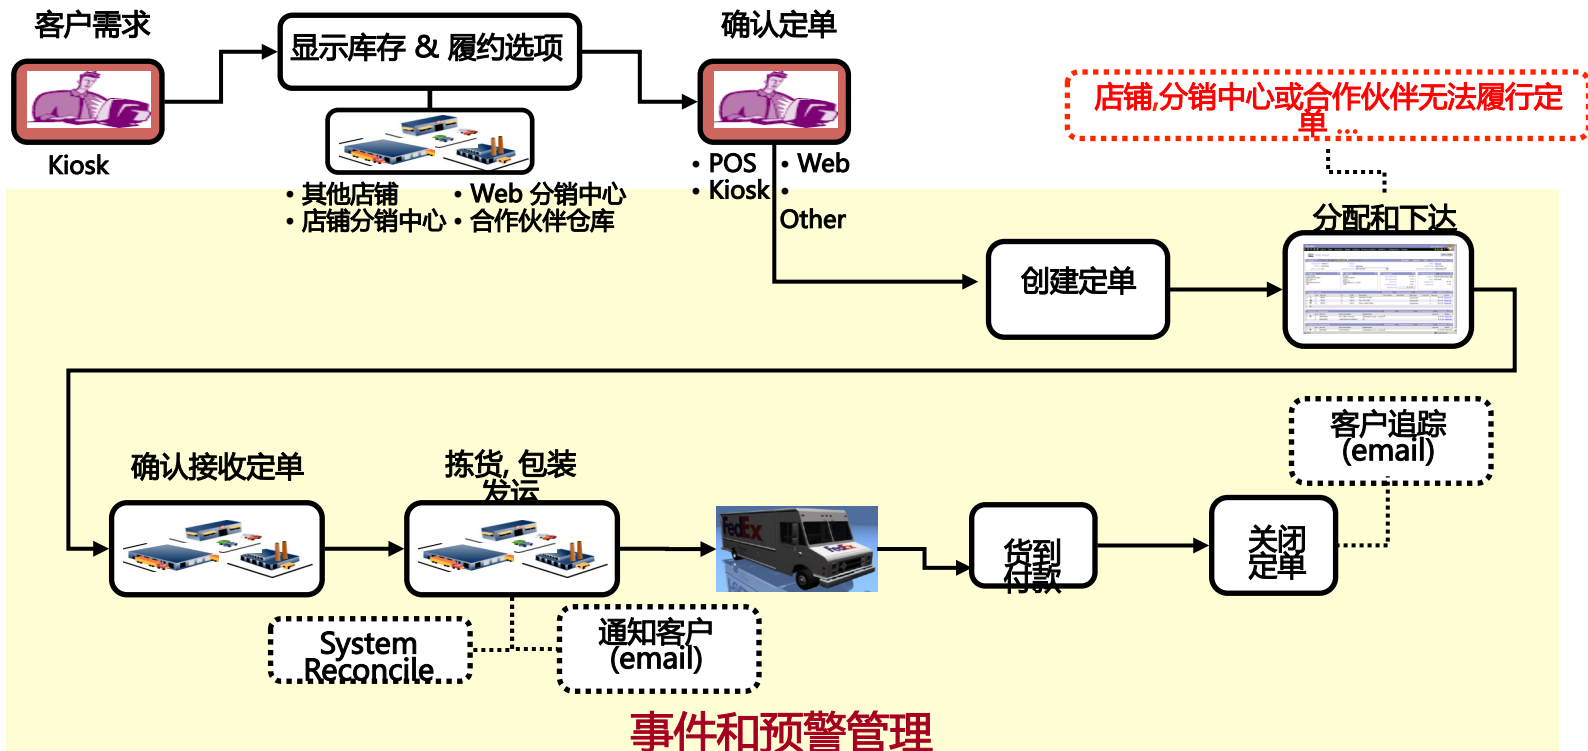 客户需求
显示库存 & 履约选项
确认定单
店铺,分销中心或合作伙伴无法履行定
单 ...
Kiosk
• POS • Web
• Kiosk •
Other
• 其他店铺 • Web 分销中心
• 店铺分销中心 • 合作伙伴仓库
分配和下达
创建定单
客户追踪
(email)
确认接收定单
拣货, 包装
发运
FedEx
FedEx
货到
付款
关闭
定单
System
Reconcile
通知客户
(email)
事件和预警管理